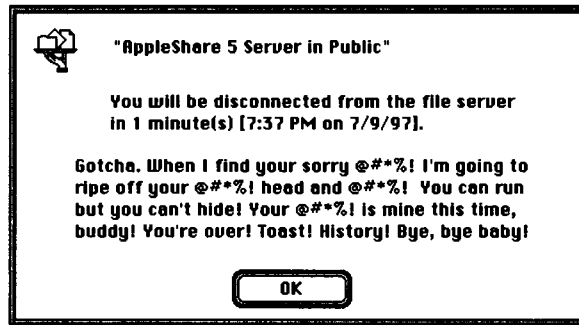 "AppleShare 5 Server in Public"
You will be disconnected from the file server
in 1 minute(s) [7:37 PM on 7/9/97].
Gotcha. When I find your sorry @#*%! I'm going to
ripe off your @#*%! head and @#*%!  You can run
but you can't hide! Your @#*%! is mine this time,
buddy! You're over! Toast! History! Bye, bye baby!
OK